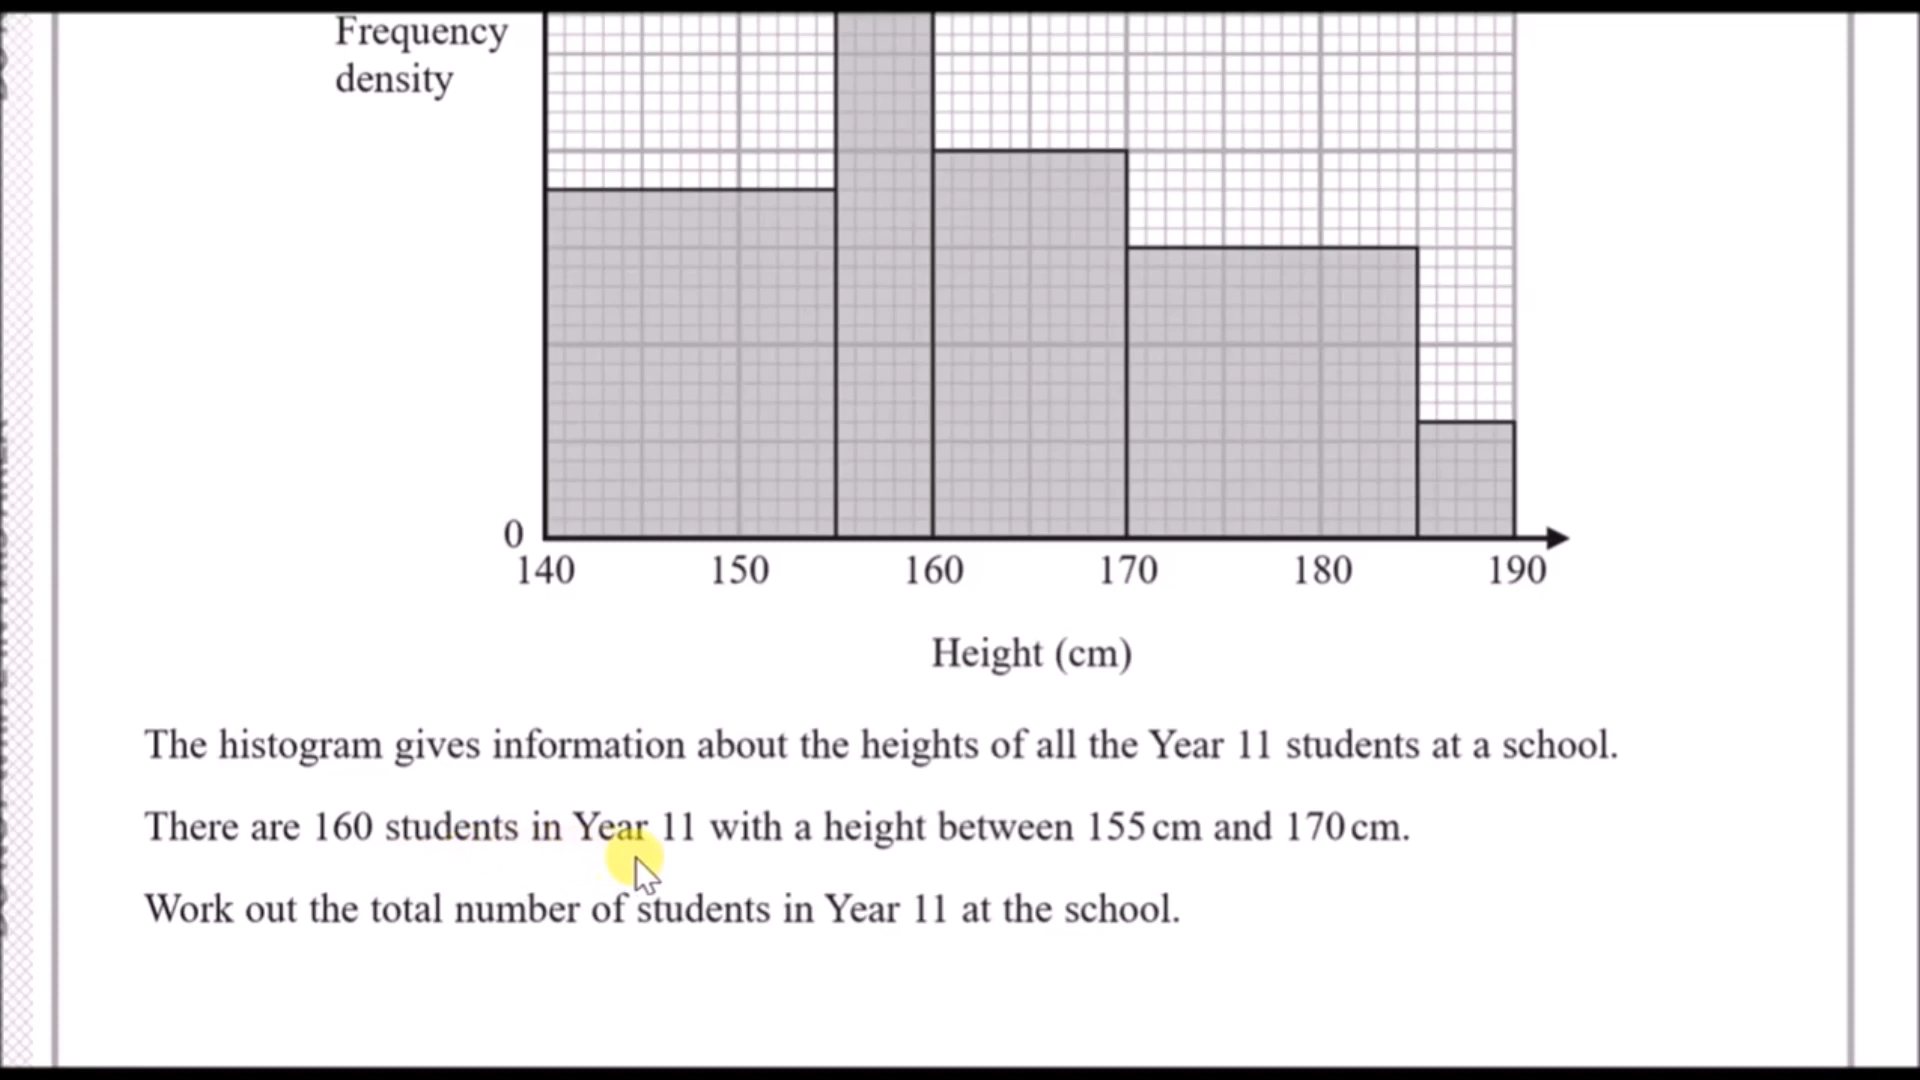 Frequency
density
0
140 150 160 170 180 190
Height (cm)
The histogram gives information about the heights of all the Year 11 students at a school.
There are 160 students in Year 11 with a height between 155 cm and 170 cm.
Work out the total number of students in Year 11 at the school.